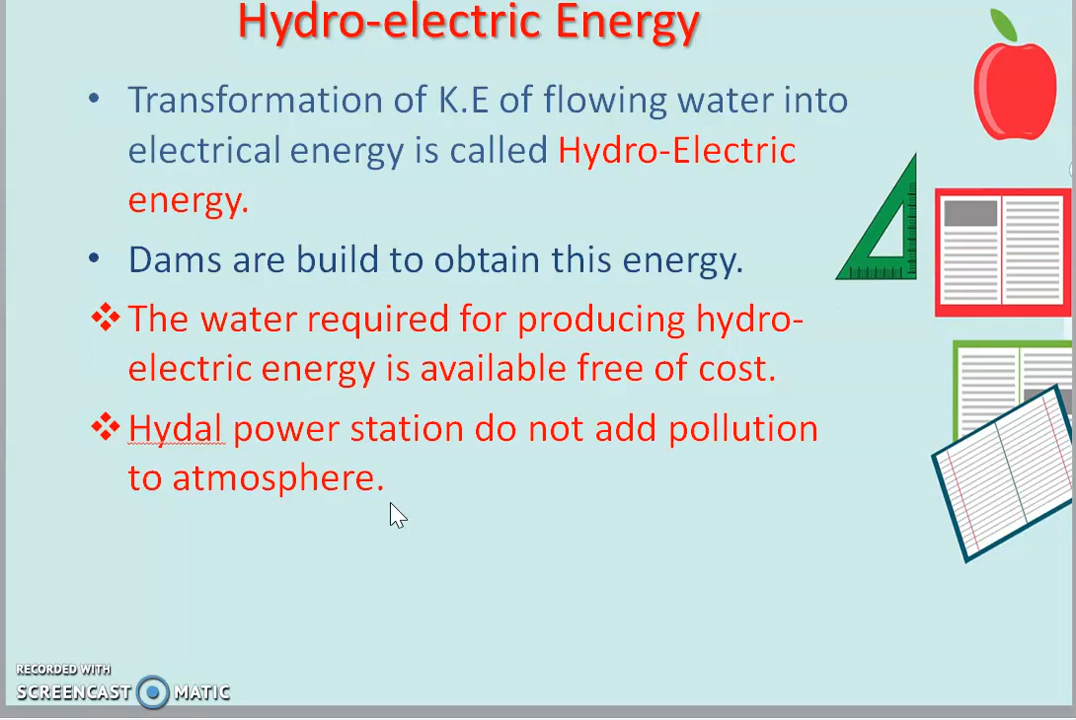 Hydro-electric Energy
• Transformation of K.E of flowing water into
electrical energy is called Hydro-Electric
energy.
• Dams are build to obtain this energy.
❖ The water required for producing hydro-
electric energy is available free of cost.
❖ Hydal power station do not add pollution
to atmosphere.
RECORDED WITH
SCREENCAST MATIC